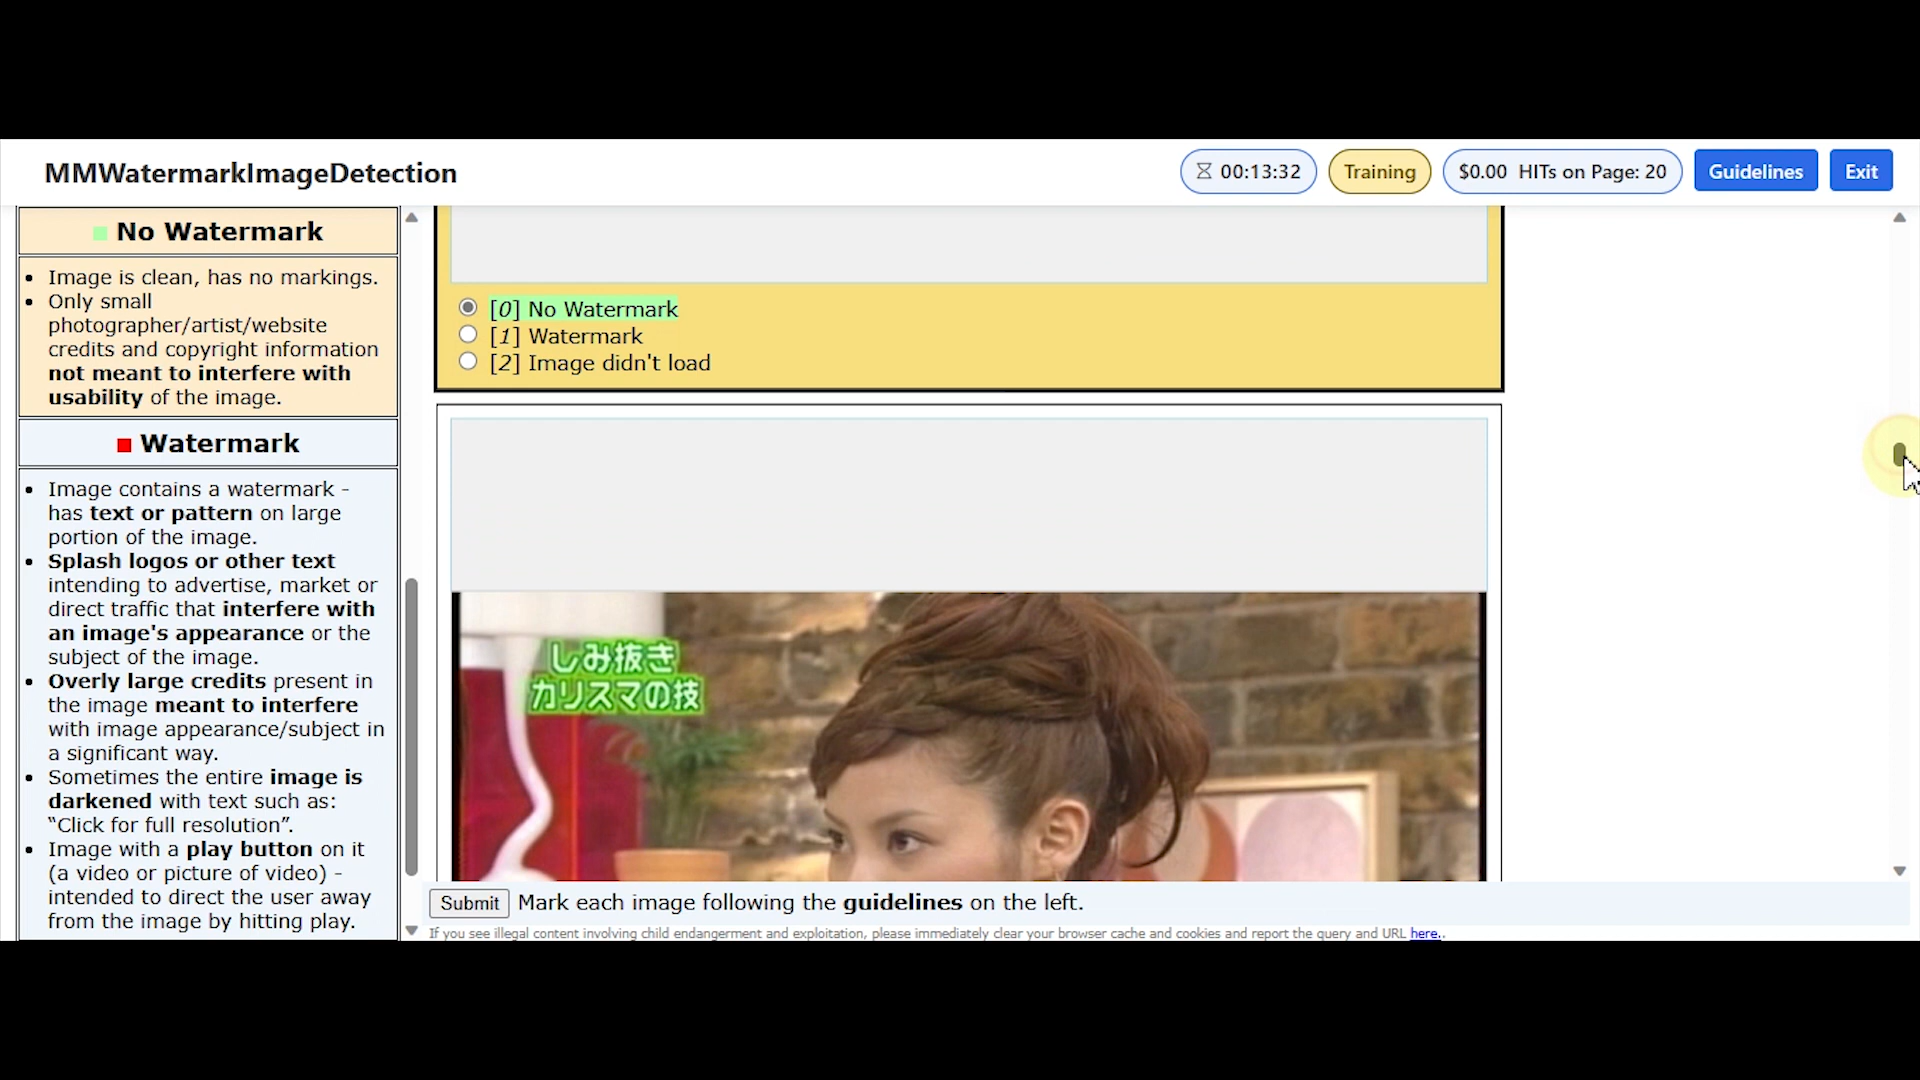 MMWatermarkImageDetection
00:13:32
Training
$0.00 HITs on Page: 20
Guidelines
Exit
No Watermark
Image is clean, has no markings.
Only small
photographer/artist/website
credits and copyright information
not meant to interfere with
usability of the image.
Watermark
Image contains a watermark -
has text or pattern on large
portion of the image.
Splash logos or other text
intending to advertise, market or
direct traffic that interfere with
an image's appearance or the
subject of the image.
Overly large credits present in
the image meant to interfere
with image appearance/subject in
a significant way.
Sometimes the entire image is
darkened with text such as:
“Click for full resolution”.
Image with a play button on it
(a video or picture of video) -
intended to direct the user away
from the image by hitting play.
[0] No Watermark
[1] Watermark
[2] Image didn't load
しみ抜き
カリスマの技
Submit Mark each image following the guidelines on the left.
If you see illegal content involving child endangerment and exploitation, please immediately clear your browser cache and cookies and report the query and URL here..